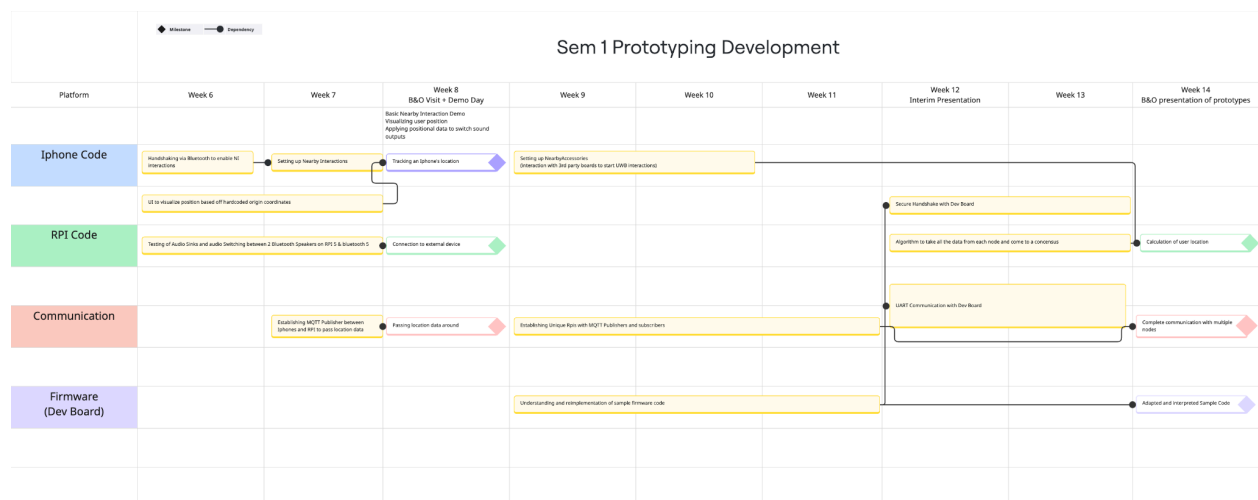 Milestone
Dependency
Sem 1 Prototyping Development
Platform
Week 6
Week 7
Week 8
B&O Visit + Demo Day
Week 9
Week 10
Week 11
Week 12
Interim Presentation
Week 13
Week 14
B&O presentation of prototypes
Basic Nearby Interaction Demo
Visualizing user position
Applying positional data to switch sound
outputs
Iphone Code
Handshaking via Bluetooth to enable NI
interactions
Setting up Nearby Interactions
Tracking an Iphone's location
Setting up NearbyAccessories
(interaction with 3rd party boards to start UWB interactions)
UI to visualize position based off hardcoded origin coordinates
Secure Handshake with Dev Board
RPI Code
Testing of Audio Sinks and audio Switching between 2 Bluetooth Speakers on RPI 5 & bluetooth 5
Connection to external device
Algorithm to take all the data from each node and come to a concensus
Calculation of user location
Communication
Establishing MQTT Publisher between
Iphones and RPI to pass location data
Passing location data around
Establishing Unique Rpis with MQTT Publishers and subscribers
UART Communication with Dev Board
Complete communication with multiple
nodes
Firmware
(Dev Board)
Understanding and reimplementation of sample firmware code
Adapted and interpreted Sample Code